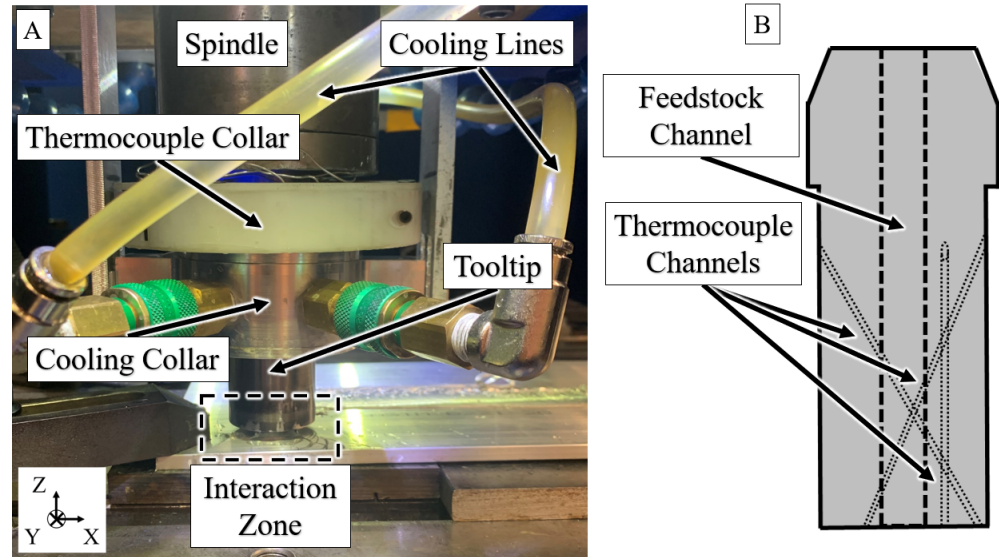 A
Spindle
Cooling Lines
Thermocouple Collar
Tooltip
Cooling Collar
Interaction
Zone
Z
Y
X
B
Feedstock
Channel
Thermocouple
Channels